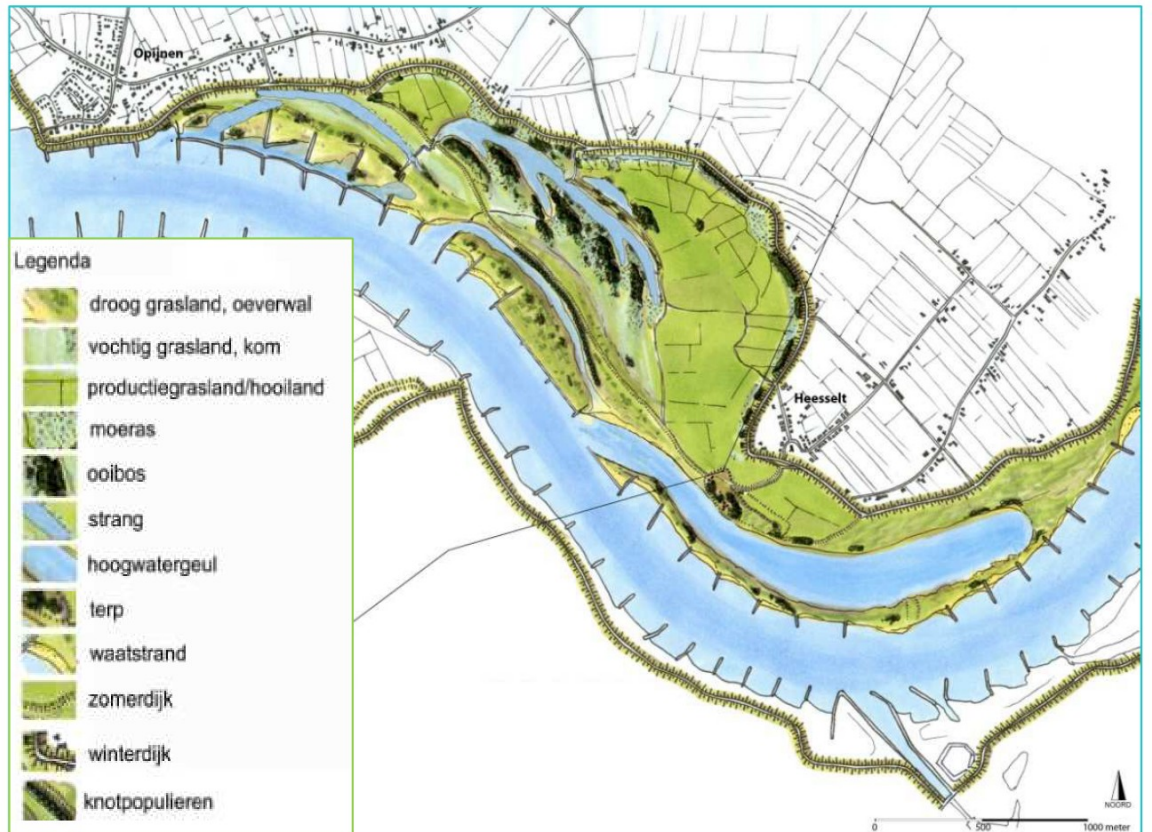 Opijnen
Legenda
droog grasland, oeverwal
vochtig grasland, kom
productiegrasland/hooiland
moeras
ooibos
strang
hoogwatergeul
terp
waatstrand
zomerdijk
winterdijk
knotpopulieren
Heesselt
NOORD
0 500 1000 meter